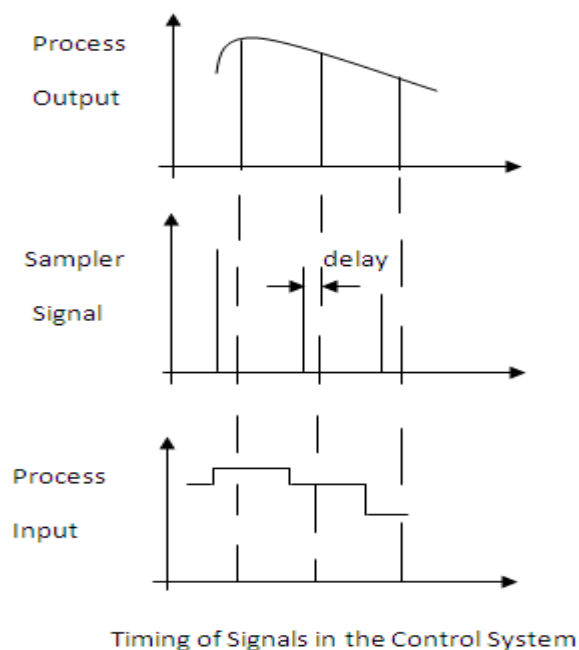 Process
Output
Sampler
delay
Signal
Process
Input
Timing of Signals in the Control System